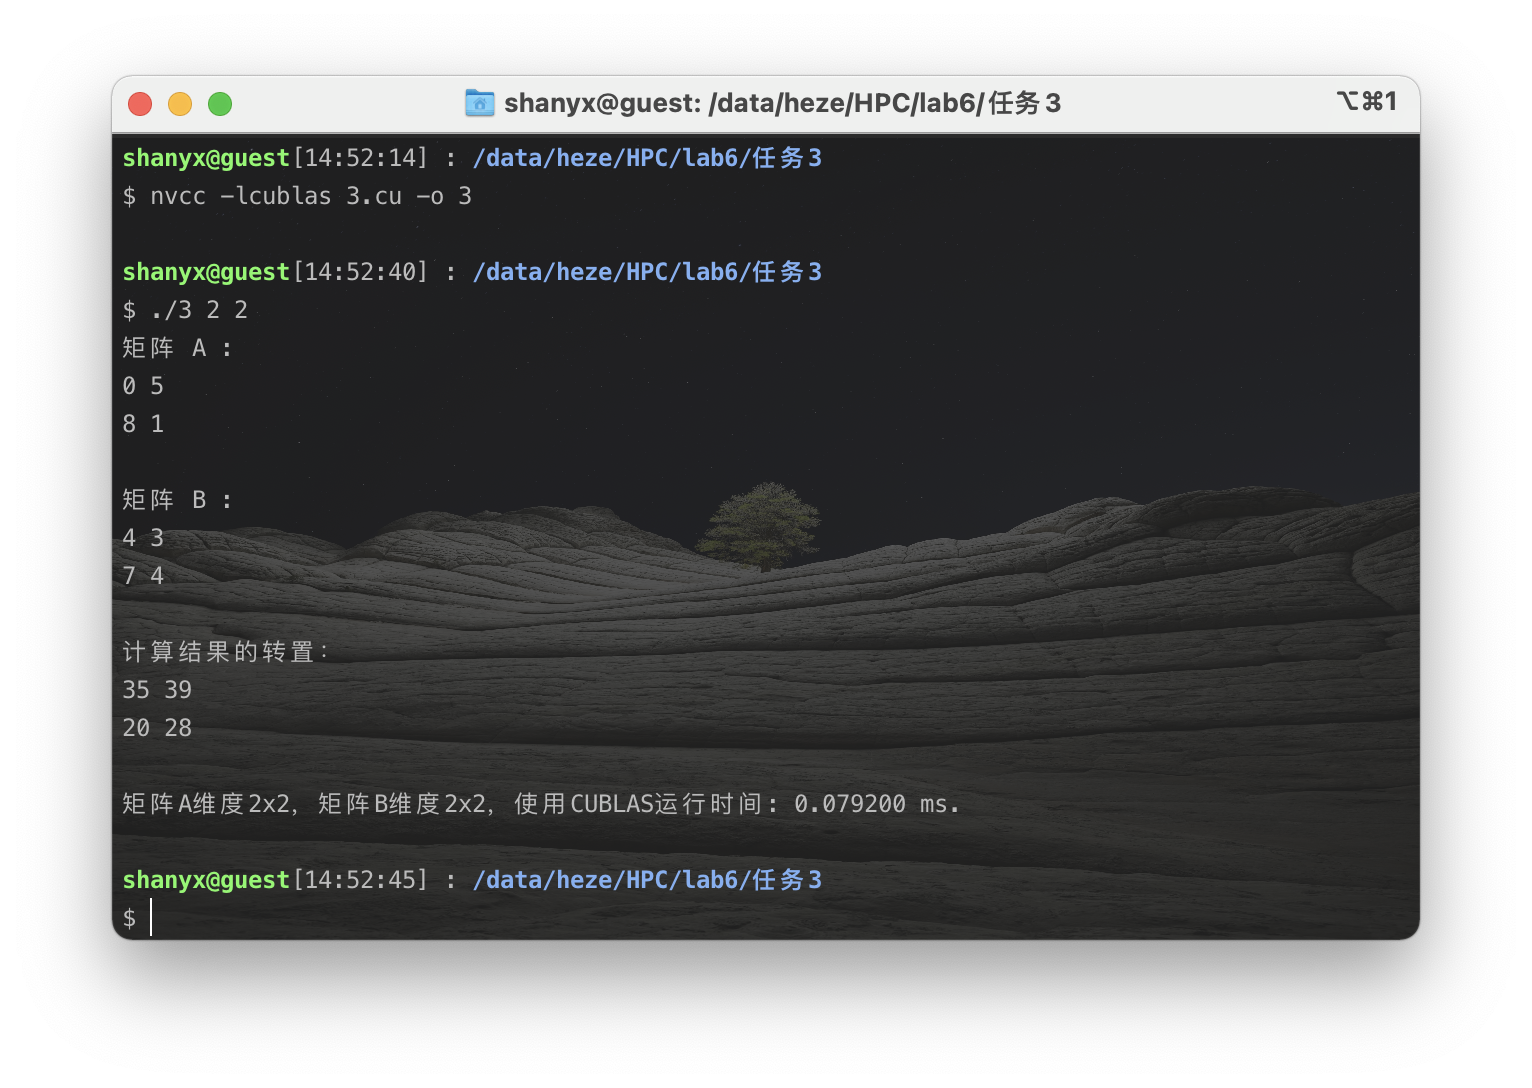 shanyx@guest: /data/heze/HPC/lab6/任务3
⌥⌘1
shanyx@guest[14:52:14] : /data/heze/HPC/lab6/任务3
$ nvcc -lcublas 3.cu -o 3
shanyx@guest[14:52:40] : /data/heze/HPC/lab6/任务3
$ ./3 2 2
矩阵 A :
0 5
8 1
矩阵 B :
4 3
7 4
计算结果的转置:
35 39
20 28
矩阵A维度2x2, 矩阵B维度2x2, 使用CUBLAS运行时间: 0.079200 ms.
shanyx@guest[14:52:45] : /data/heze/HPC/lab6/任务3
$